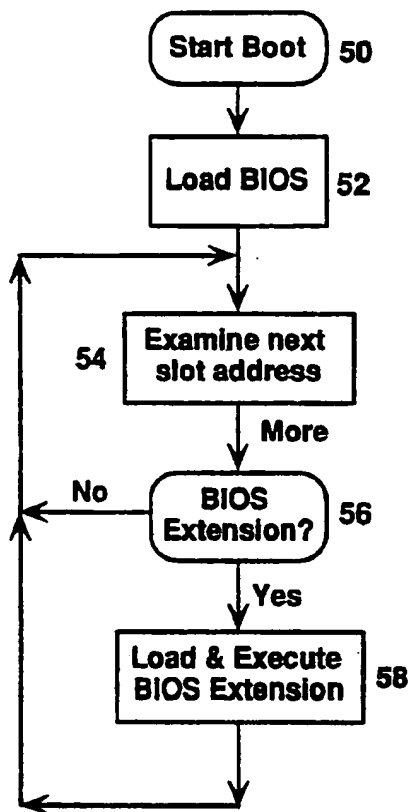 Start Boot 50
Load BIOS 52
54 Examine next
slot address
More
No
BIOS
Extension? 56
Yes
Load & Execute
BIOS Extension 58